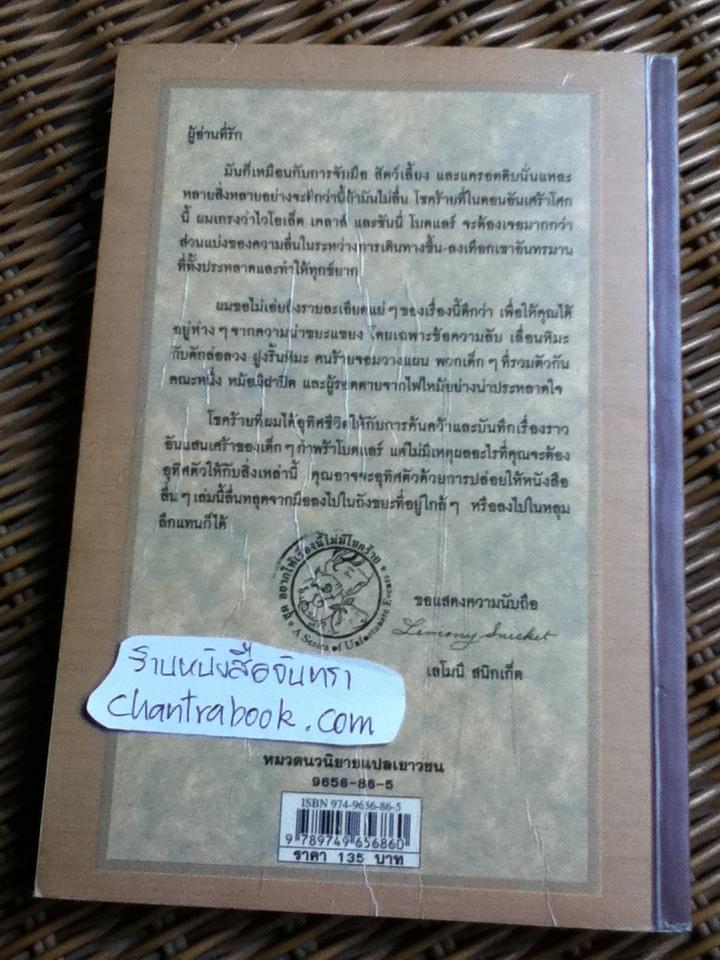 ผู้อ่านที่รัก
มันก็เหมือนกับการจับมือ สัตว์เลี้ยง และแครอตดิบนั่นแหละ
หลายสิ่งหลายอย่างจะดีกว่านี้ถ้ามันไม่ลื่น โชคร้ายที่ในตอนอันเศร้าโศก
นี้ ผมเกรงว่าไวโอเล็ต เคลาส์ และซันนี่ โบดแลร์ จะต้องเจอมากกว่า
ส่วนแบ่งของความลื่นในระหว่างการเดินทางขึ้น-ลงเทือกเขาอันทรมาน
ที่ทั้งประหลาดและทำให้ทุกข์ยาก
ผมขอไม่เอ่ยถึงรายละเอียดแย่ๆ ของเรื่องนี้ดีกว่า เพื่อให้คุณได้
อยู่ห่างๆ จากความน่าขยะแขยง โดยเฉพาะข้อความลับ เลื่อนหิมะ
กับดักล่อลวง ฝูงริ้นหิมะ คนร้ายจอมวางแผน พวกเด็กๆ ที่รวมตัวกัน
คณะหนึ่ง หม้อมีฝาปิด และผู้รอดตายจากไฟไหม้อย่างน่าประหลาดใจ
โชคร้ายที่ผมได้อุทิศชีวิตให้กับการค้นคว้าและบันทึกเรื่องราว
อันแสนเศร้าของเด็กๆ กำพร้าโบดแลร์ แต่ไม่มีเหตุผลอะไรที่คุณจะต้อง
อุทิศตัวให้กับสิ่งเหล่านี้ คุณอาจจะอุทิศตัวด้วยการปล่อยให้หนังสือ
ลื่นๆ เล่มนี้ลื่นหลุดจากมือลงไปในถังขยะที่อยู่ใกล้ๆ หรือลงไปในหลุม
ลึกแทนก็ได้
อยากให้เรื่องนี้ไม่มีโชคร้าย
A Series of Unfortunate Events
ขอแสดงความนับถือ
Lemony Snicket
เลโมนี สนิกเก็ต
ร้านหนังสือจันทรา
chantrabook.com
หมวดนวนิยายแปลเยาวชน
9656-86-5
ISBN 974-9656-86-5
9 789749 656860
ราคา 135 บาท